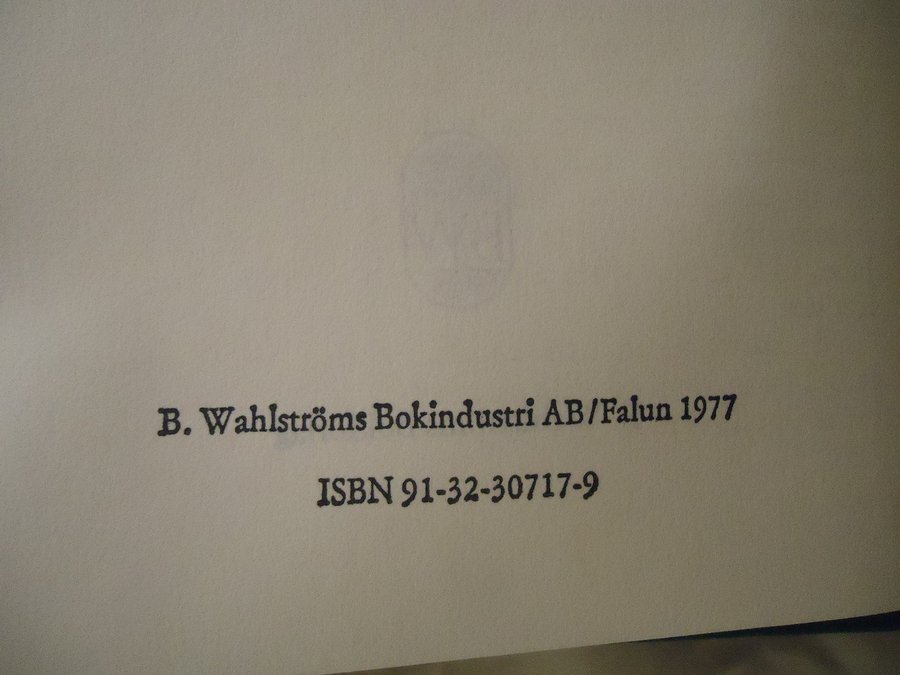 B. Wahlströms Bokindustri AB/Falun 1977
ISBN 91-32-30717-9